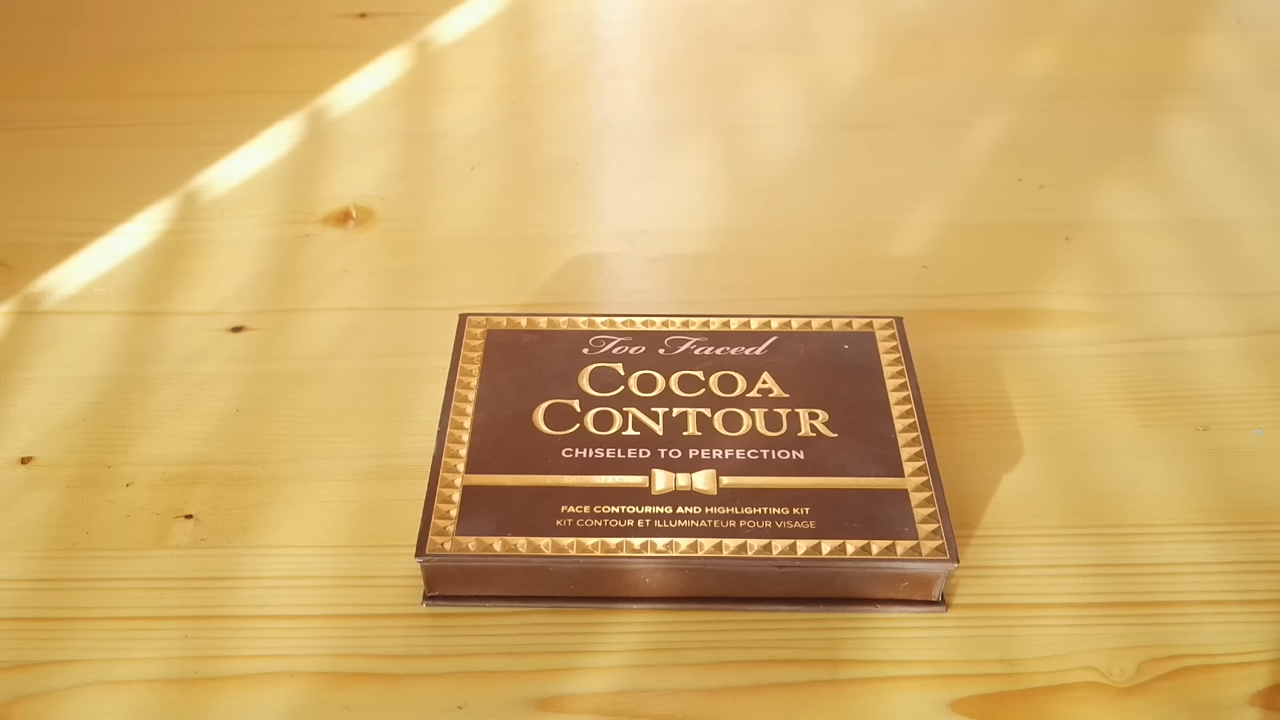 Too Faced
COCOA
CONTOUR
CHISELED TO PERFECTION
FACE CONTOURING AND HIGHLIGHTING KIT
KIT CONTOUR ET ILLUMINATEUR POUR VISAGE